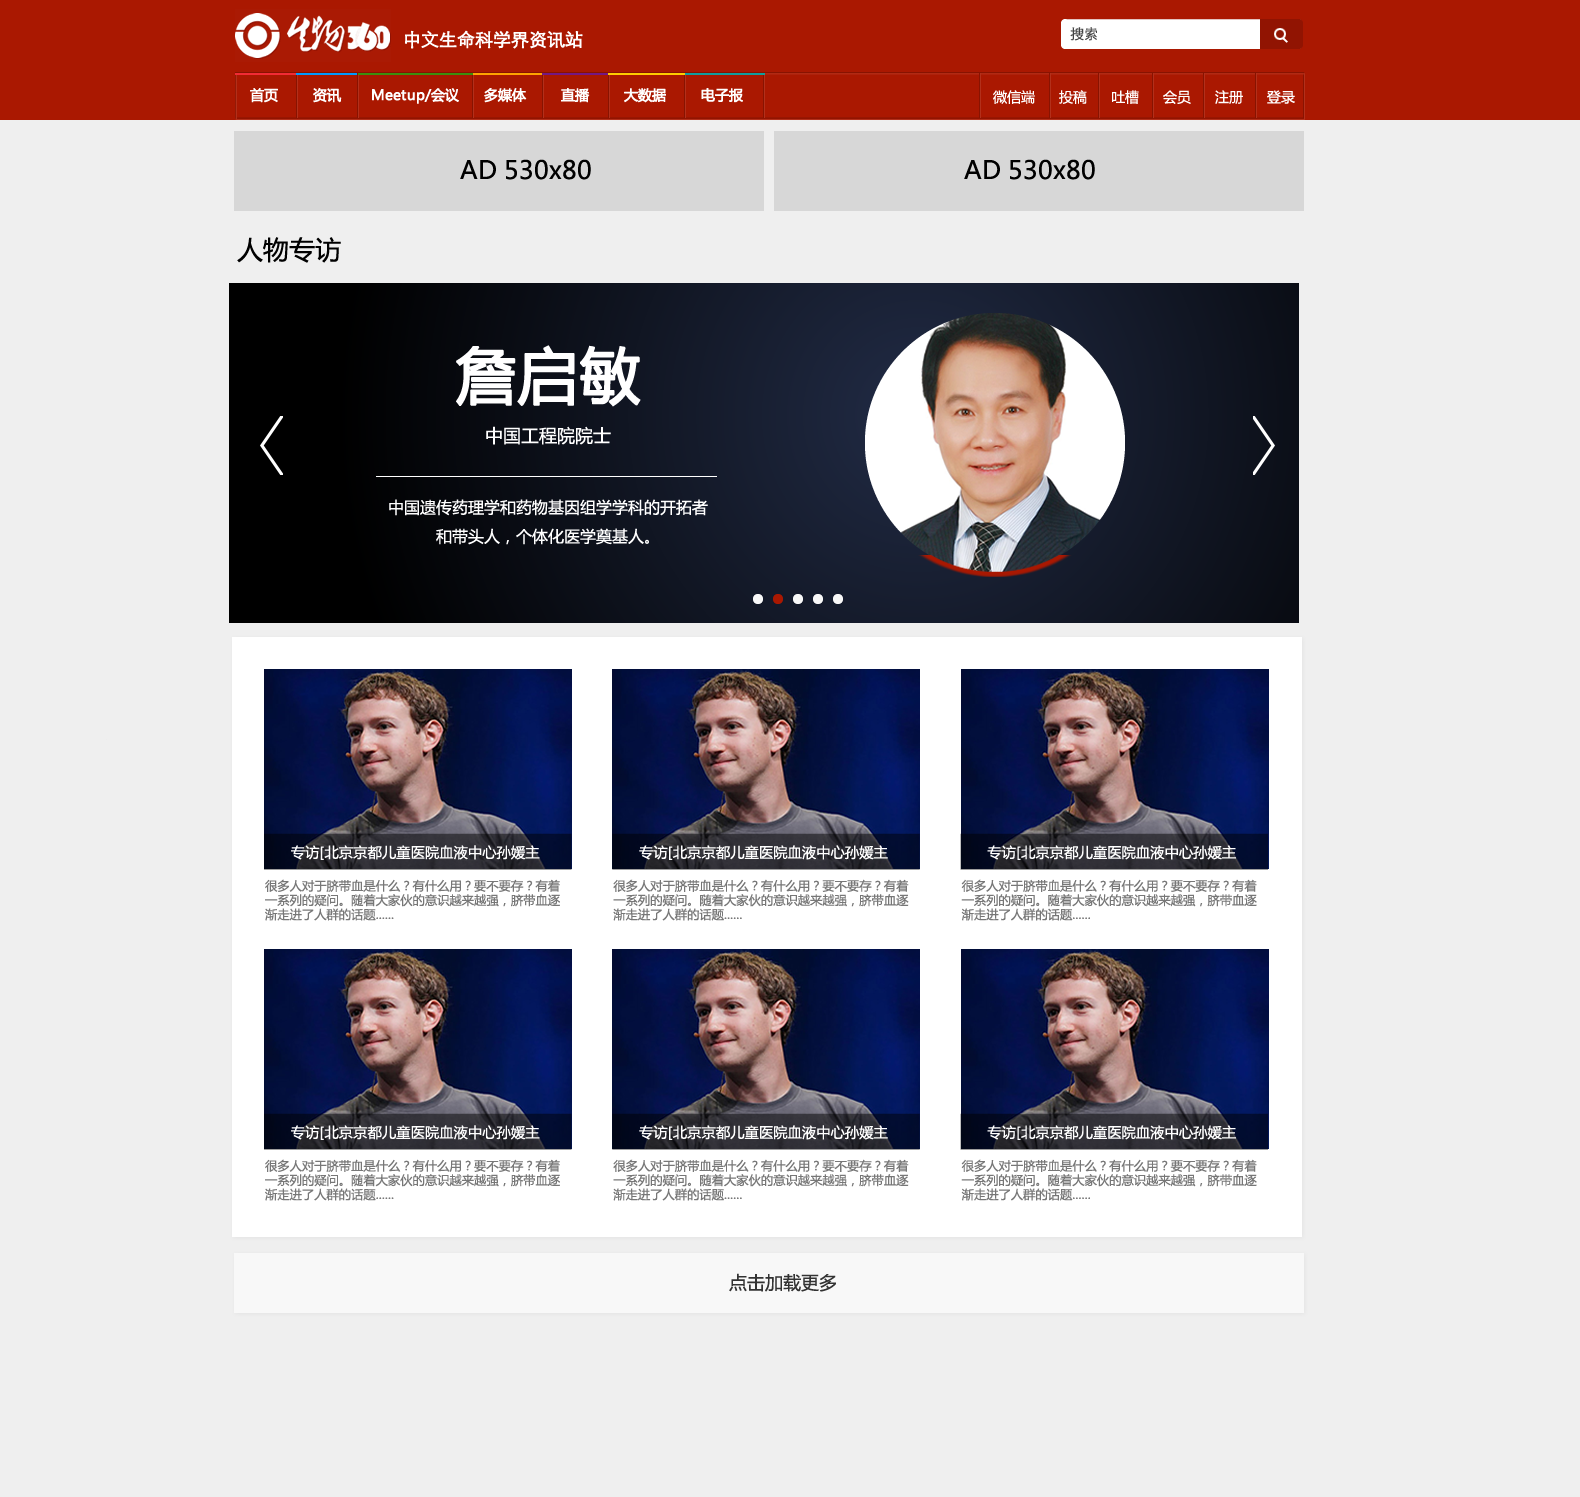 生物360 中文生命科学界资讯站
搜索
首页 资讯 Meetup/会议 多媒体 直播 大数据 电子报 微信端 投稿 吐槽 会员 注册 登录
AD 530x80 AD 530x80
人物专访
詹启敏
中国工程院院士
中国遗传药理学和药物基因组学学科的开拓者
和带头人，个体化医学奠基人。
专访[北京京都儿童医院血液中心孙媛主
很多人对于脐带血是什么？有什么用？要不要存？有着
一系列的疑问。随着大家伙的意识越来越强，脐带血逐
渐走进了人群的话题......
专访[北京京都儿童医院血液中心孙媛主
很多人对于脐带血是什么？有什么用？要不要存？有着
一系列的疑问。随着大家伙的意识越来越强，脐带血逐
渐走进了人群的话题......
专访[北京京都儿童医院血液中心孙媛主
很多人对于脐带血是什么？有什么用？要不要存？有着
一系列的疑问。随着大家伙的意识越来越强，脐带血逐
渐走进了人群的话题......
专访[北京京都儿童医院血液中心孙媛主
很多人对于脐带血是什么？有什么用？要不要存？有着
一系列的疑问。随着大家伙的意识越来越强，脐带血逐
渐走进了人群的话题......
专访[北京京都儿童医院血液中心孙媛主
很多人对于脐带血是什么？有什么用？要不要存？有着
一系列的疑问。随着大家伙的意识越来越强，脐带血逐
渐走进了人群的话题......
专访[北京京都儿童医院血液中心孙媛主
很多人对于脐带血是什么？有什么用？要不要存？有着
一系列的疑问。随着大家伙的意识越来越强，脐带血逐
渐走进了人群的话题......
点击加载更多